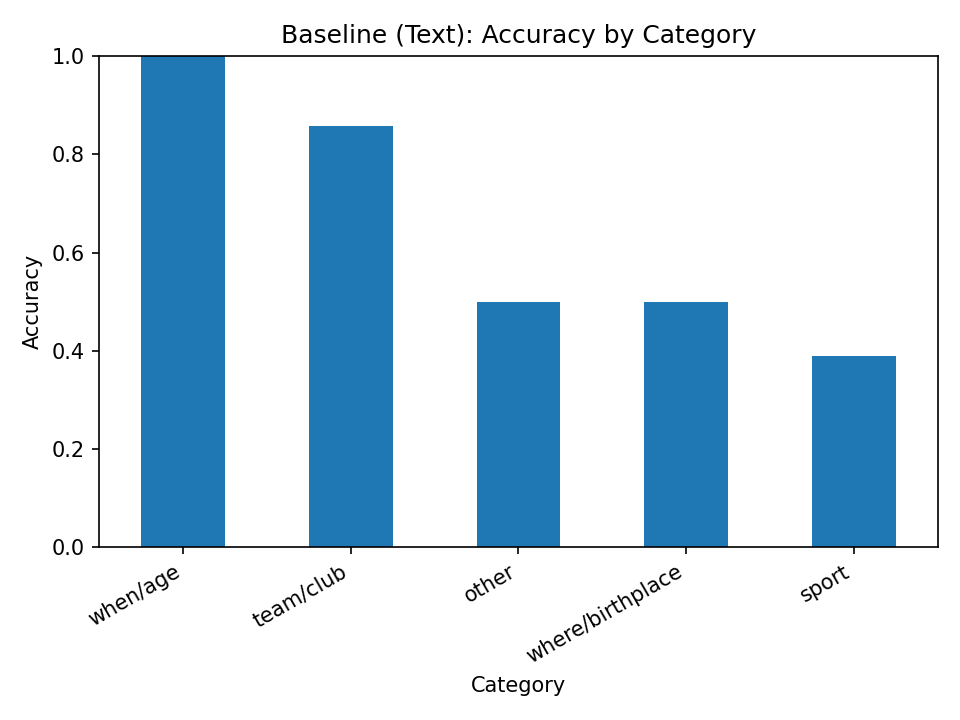 Baseline (Text): Accuracy by Category
1.0
0.8
0.6
0.4
0.2
0.0
Accuracy
when/age
team/club
other
where/birthplace
sport
Category